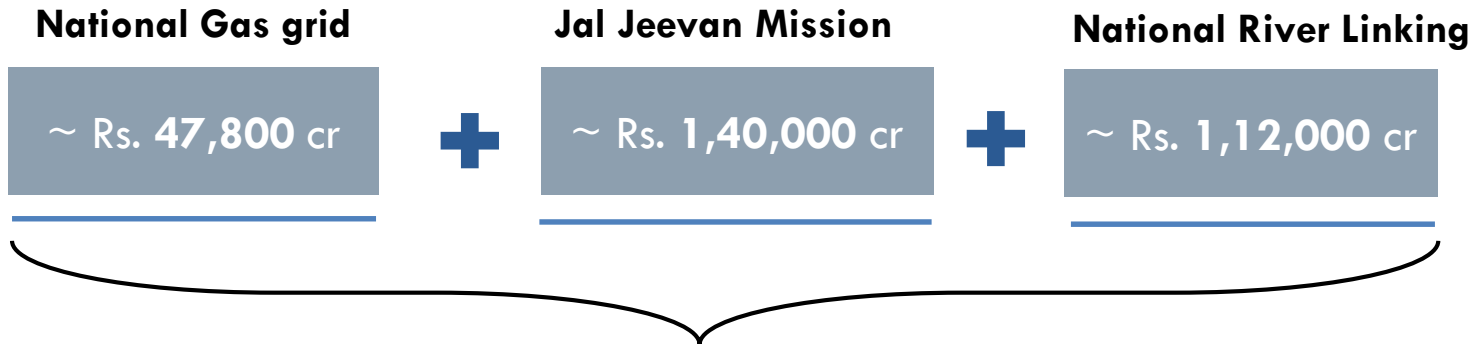 National Gas grid
Jal Jeevan Mission
National River Linking
~ Rs. 47,800 cr
~ Rs. 1,40,000 cr
~ Rs. 1,12,000 cr